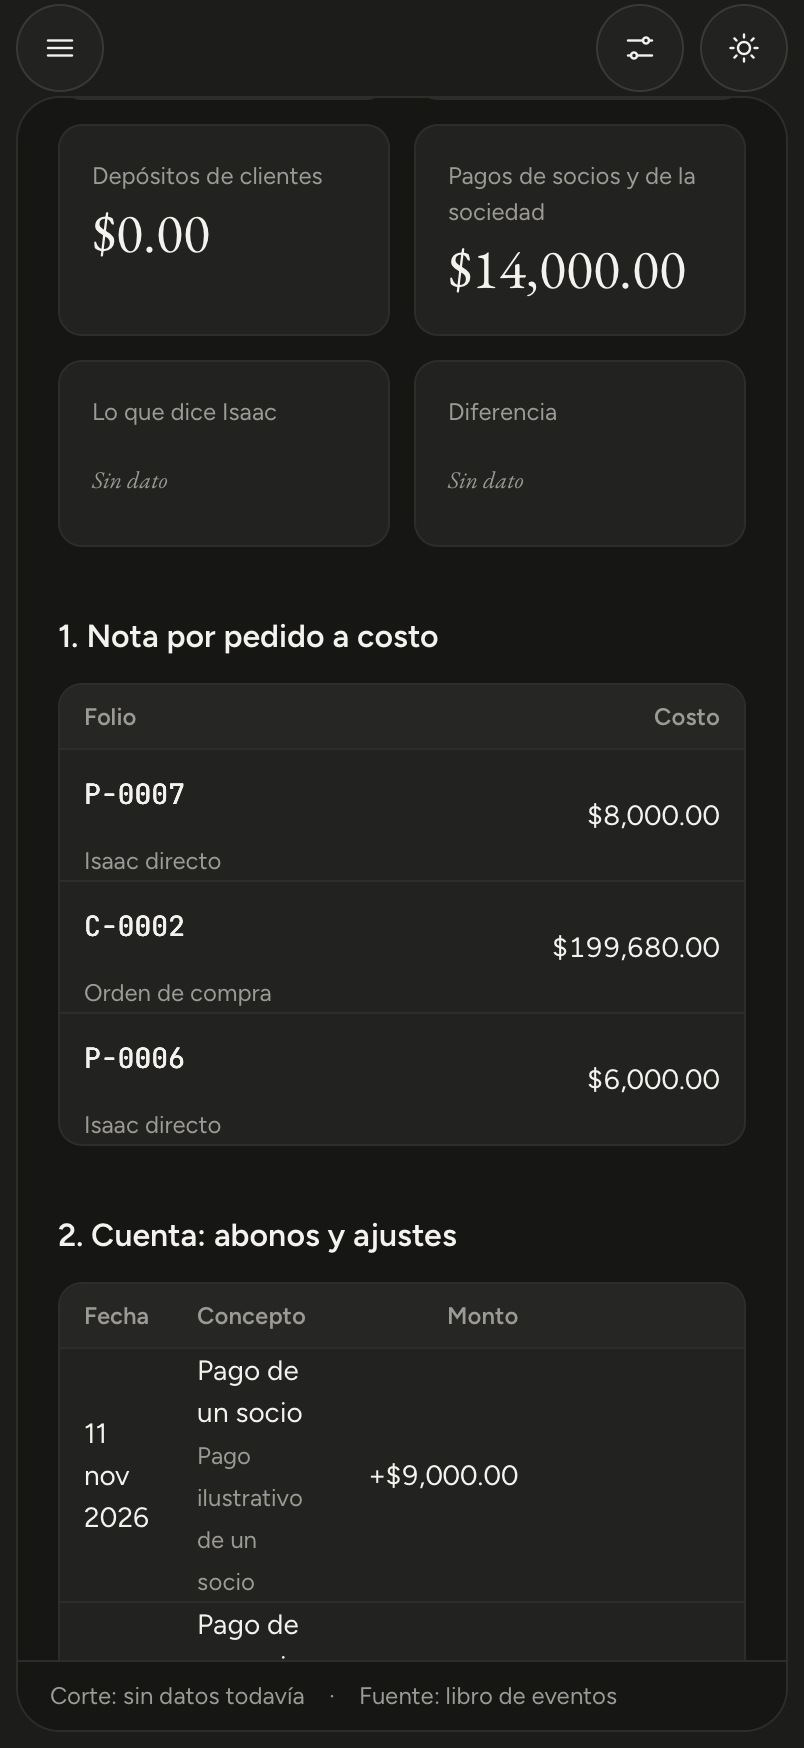 Depósitos de clientes
$0.00
Pagos de socios y de la
sociedad
$14,000.00
Lo que dice Isaac
Sin dato
Diferencia
Sin dato
1. Nota por pedido a costo
Folio Costo
P-0007
$8,000.00
Isaac directo
C-0002
$199,680.00
Orden de compra
P-0006
$6,000.00
Isaac directo
2. Cuenta: abonos y ajustes
Fecha Concepto Monto
11
nov
2026
Pago de
un socio
Pago
ilustrativo
de un
socio
+$9,000.00
Pago de
Corte: sin datos todavía · Fuente: libro de eventos